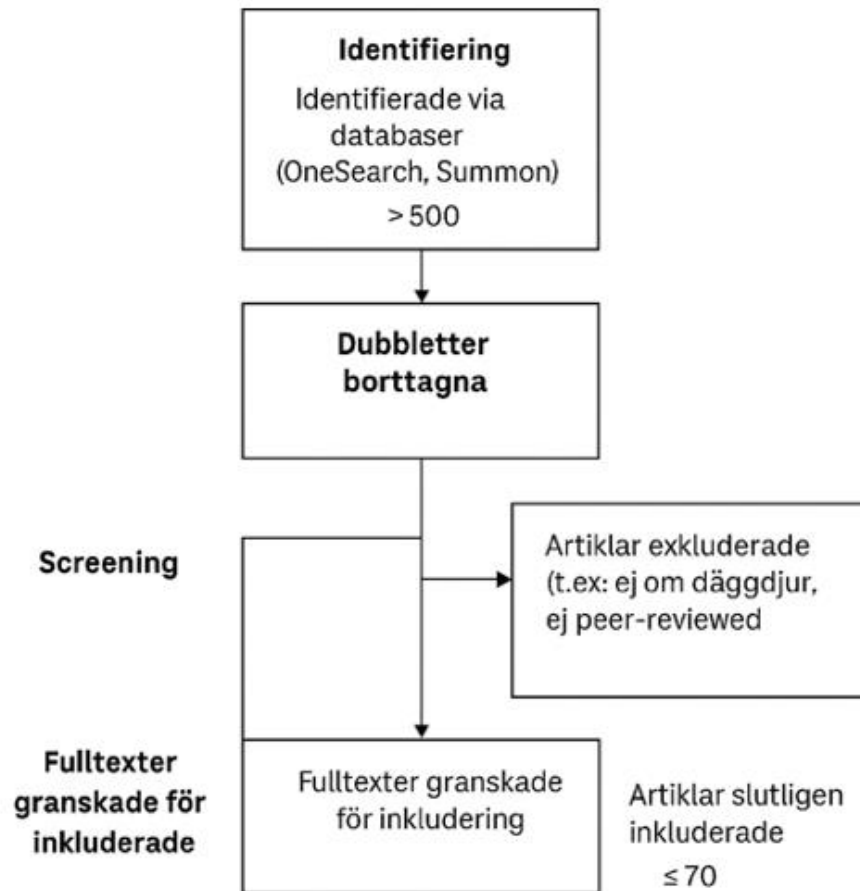 Identifiering
Identifierade via
databaser
(OneSearch, Summon)
> 500
Dubbletter
borttagna
Screening
Artiklar exkluderade
(t.ex: ej om däggdjur,
ej peer-reviewed
Fulltexter
granskade för
inkluderade
Fulltexter granskade
för inkludering
Artiklar slutligen
inkluderade
≤ 70